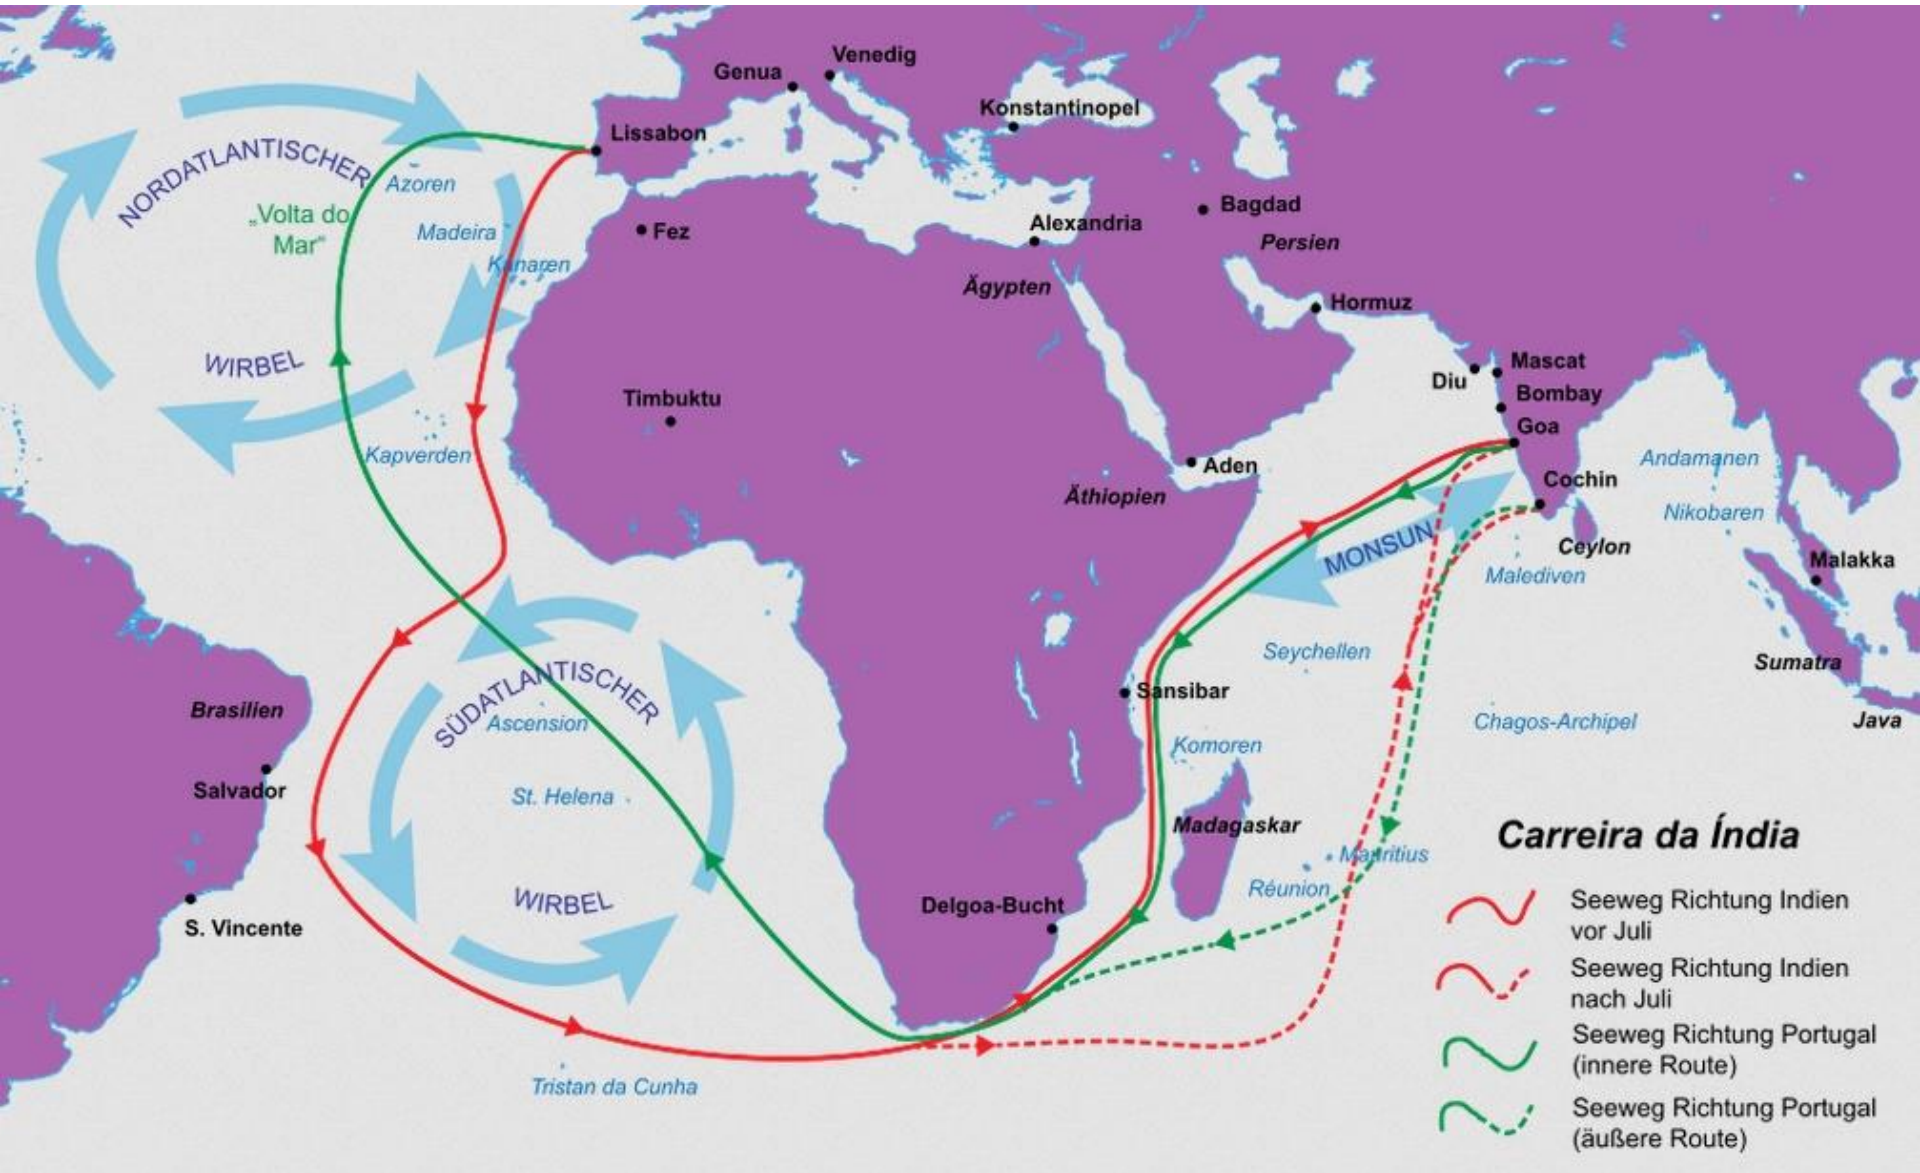 Venedig
Genua
Konstantinopel
Lissabon
NORDATLANTISCHER
Azoren
„Volta do
Mar“
Madeira
Fez
Kanaren
Alexandria
Bagdad
Persien
Ägypten
Hormuz
WIRBEL
Mascat
Diu
Bombay
Timbuktu
Goa
Kapverden
Aden
Andamanen
Cochin
Äthiopien
Nikobaren
MONSUN
Ceylon
Malakka
Malediven
Seychellen
Sumatra
SÜDATLANTISCHER
Sansibar
Brasilien
Ascension
Chagos-Archipel
Java
Komoren
Salvador
St. Helena
Madagaskar
Mauritius
Réunion
WIRBEL
Delgoa-Bucht
S. Vincente
Tristan da Cunha
Carreira da Índia
Seeweg Richtung Indien
vor Juli
Seeweg Richtung Indien
nach Juli
Seeweg Richtung Portugal
(innere Route)
Seeweg Richtung Portugal
(äußere Route)